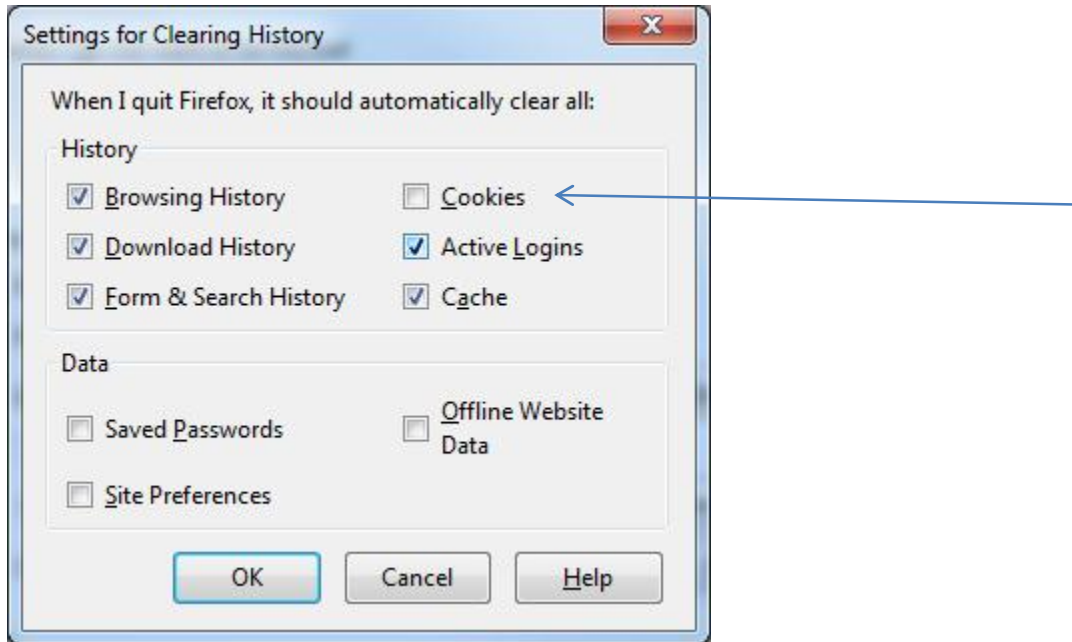 Settings for Clearing History
When I quit Firefox, it should automatically clear all:
History
Browsing History
Cookies
Download History
Active Logins
Form & Search History
Cache
Data
Saved Passwords
Offline Website
Data
Site Preferences
OK
Cancel
Help